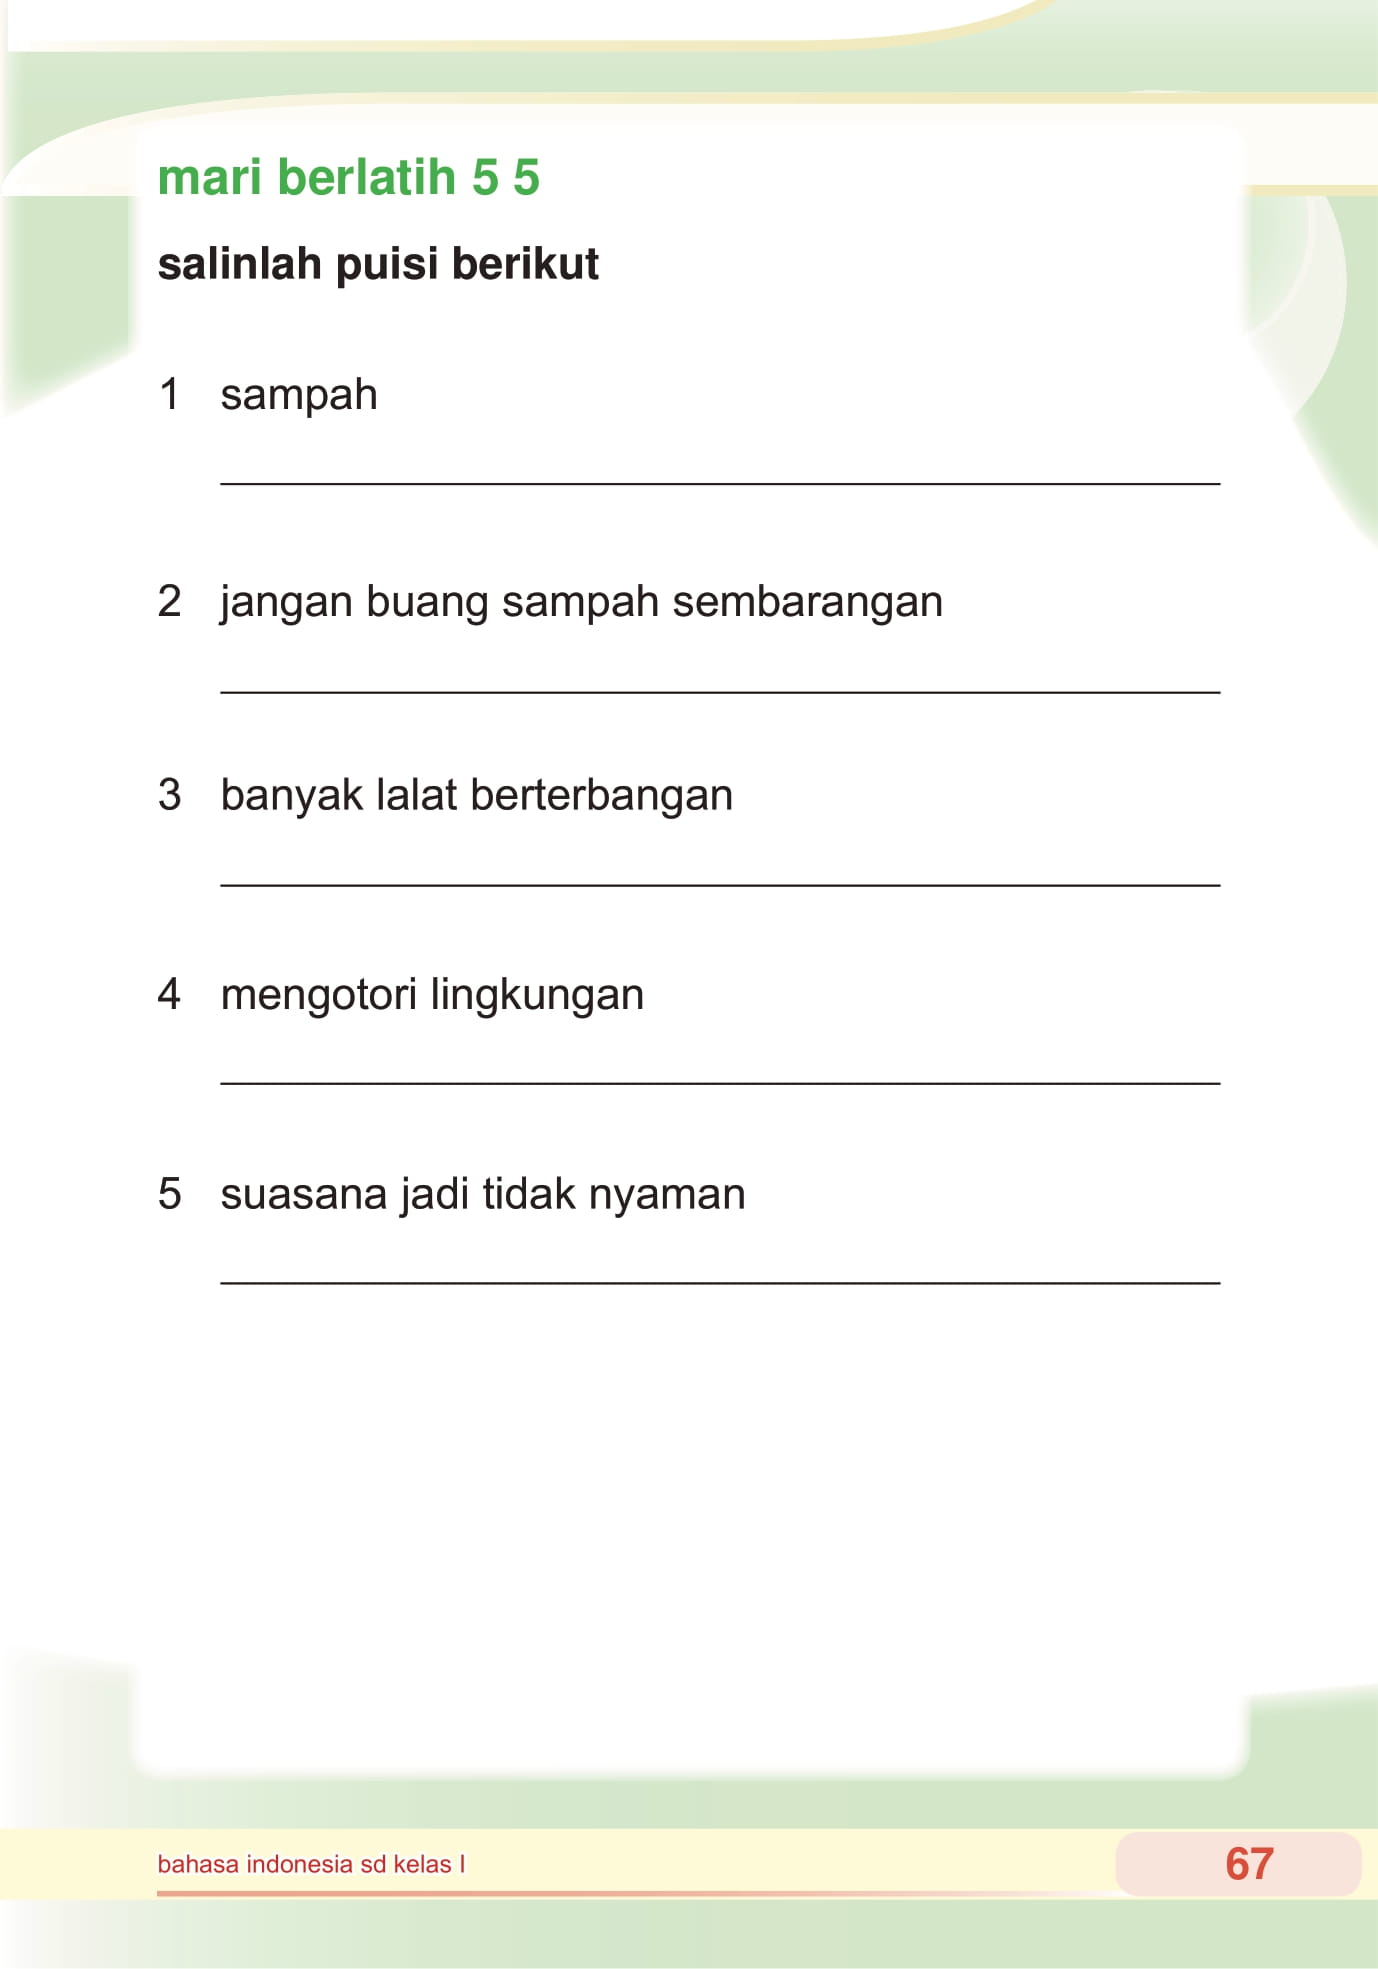 mari berlatih 5 5
salinlah puisi berikut
1 sampah
2 jangan buang sampah sembarangan
3 banyak lalat berterbangan
4 mengotori lingkungan
5 suasana jadi tidak nyaman
bahasa indonesia sd kelas I
67